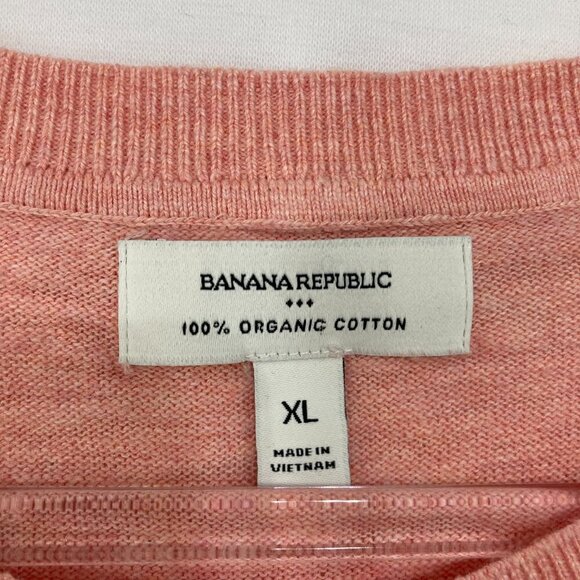 BANANA REPUBLIC
100% ORGANIC COTTON
XL
MADE IN
VIETNAM